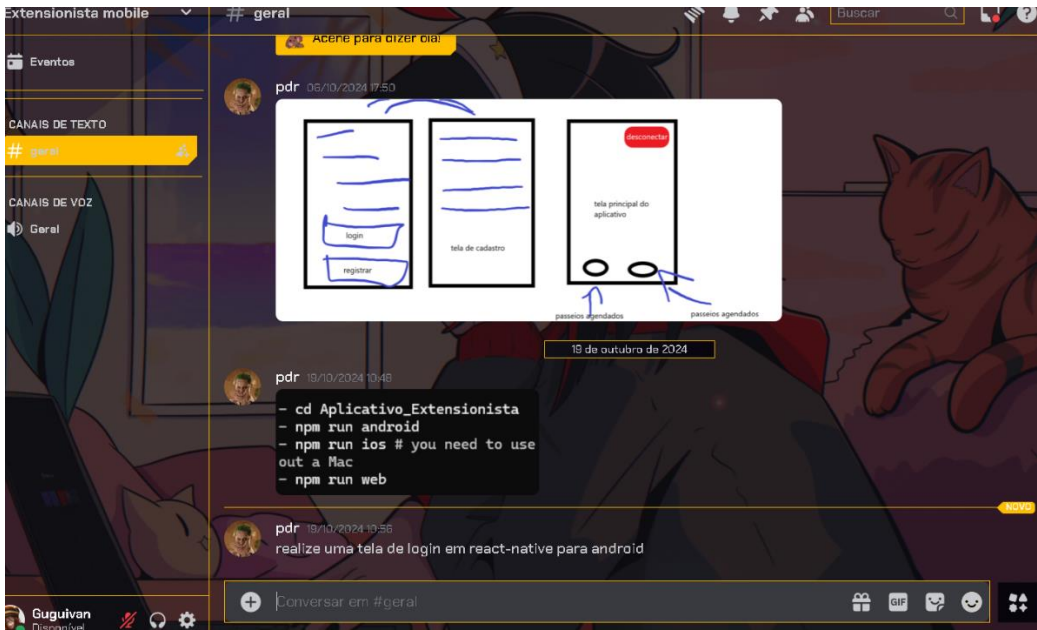 Extensionista mobile
# geral
Buscar
Eventos
CANAIS DE TEXTO
# geral
CANAIS DE VOZ
Geral
Acene para dizer olá!
pdr 06/10/2024 17:50
desconectar
tela principal do
aplicativo
login
registrar
tela de cadastro
passeios agendados
passeios agendados
19 de outubro de 2024
pdr 19/10/2024 10:46
- cd Aplicativo_Extensionista
- npm run android
- npm run ios # you need to use
out a Mac
- npm run web
NOVO
pdr 19/10/2024 10:56
realize uma tela de login em react-native para android
Conversar em #geral
GIF
Guguivan
Disponível